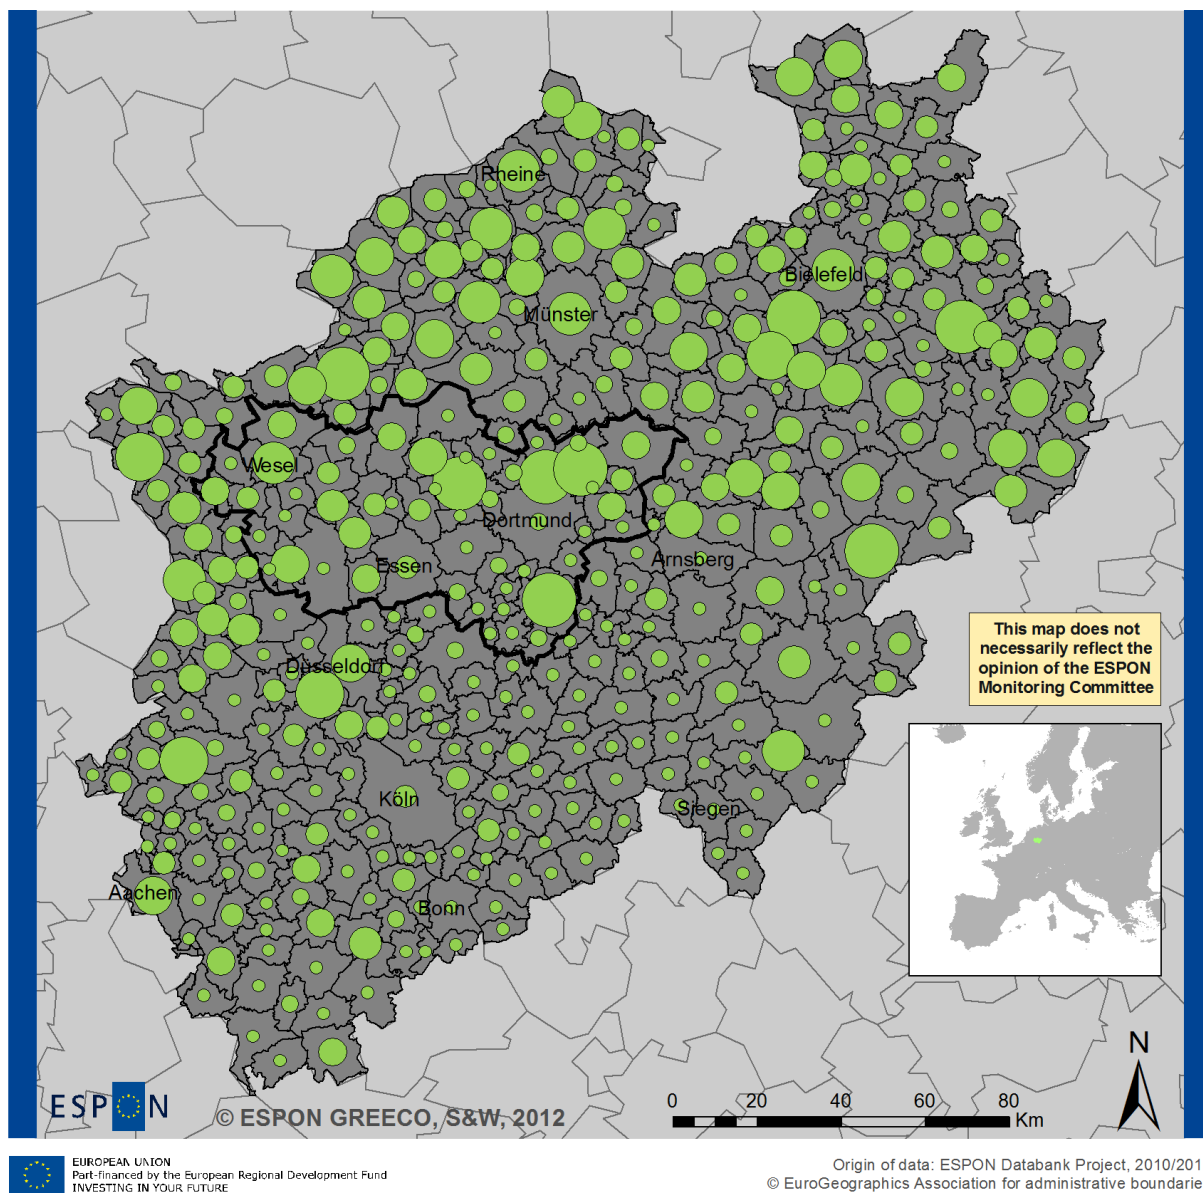 Rheine
Bielefeld
Münster
Wesel
Dortmund
Essen
Arnsberg
This map does not
necessarily reflect the
opinion of the ESPON
Monitoring Committee
Düsseldorf
Köln
Siegen
Aachen
Bonn
N
ESPON
© ESPON GREECO, S&W, 2012
0 20 40 60 80
Km
EUROPEAN UNION
Part-financed by the European Regional Development Fund
INVESTING IN YOUR FUTURE
Origin of data: ESPON Databank Project, 2010/201
© EuroGeographics Association for administrative boundarie